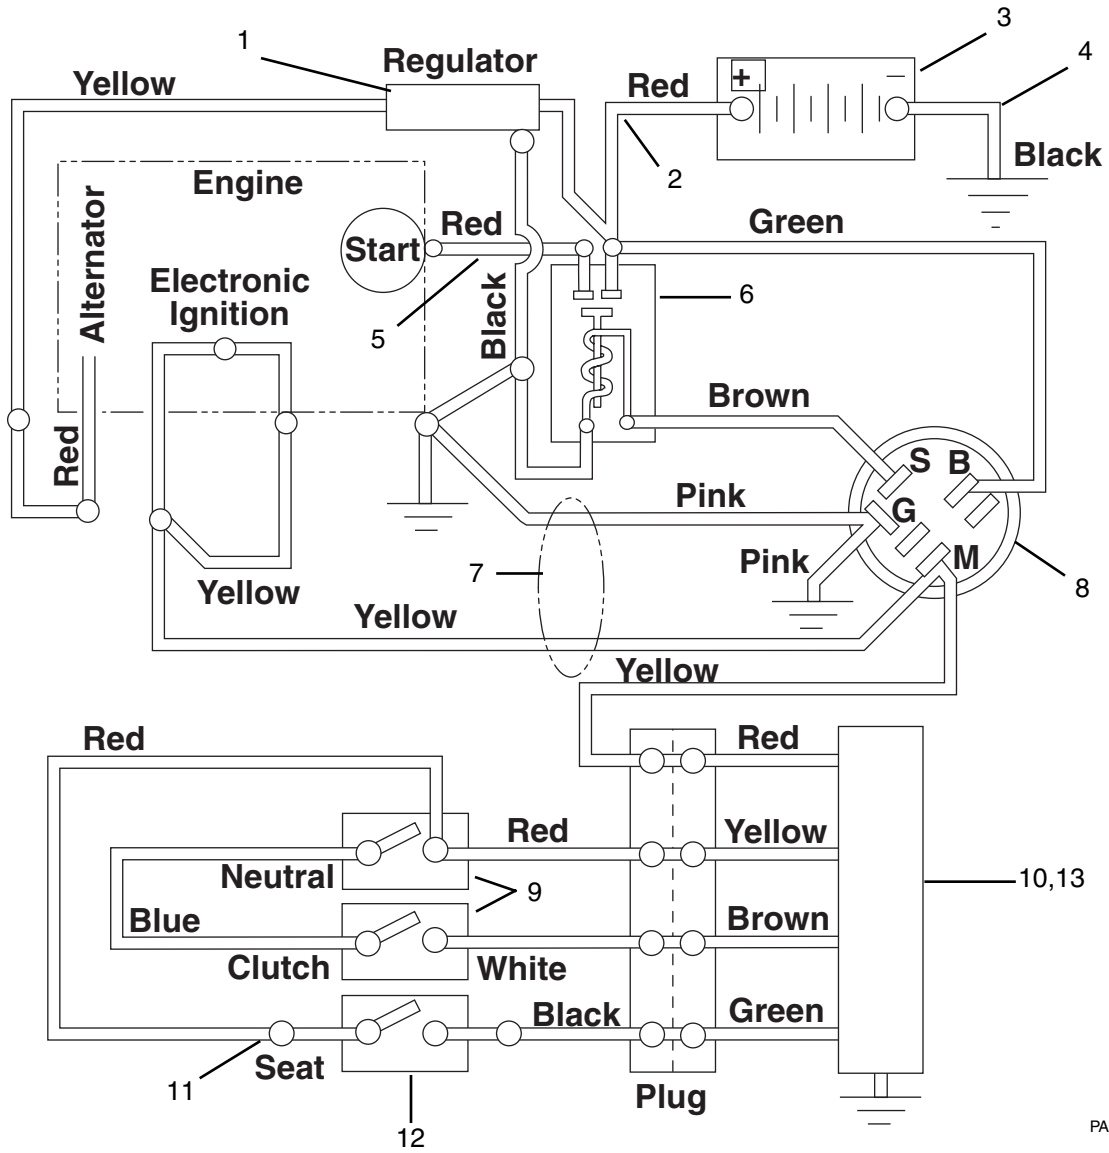 1
Regulator
3
4
Yellow
Red
+
−
2
Black
Engine
Alternator
Red
Start
Green
Electronic
Ignition
5
Black
6
Brown
Red
S
B
G
M
Pink
Pink
7
8
Yellow
Yellow
Yellow
Red
Red
Red
Yellow
Neutral
9
10,13
Blue
Brown
Clutch
White
Black
Green
Seat
11
Plug
12
PA